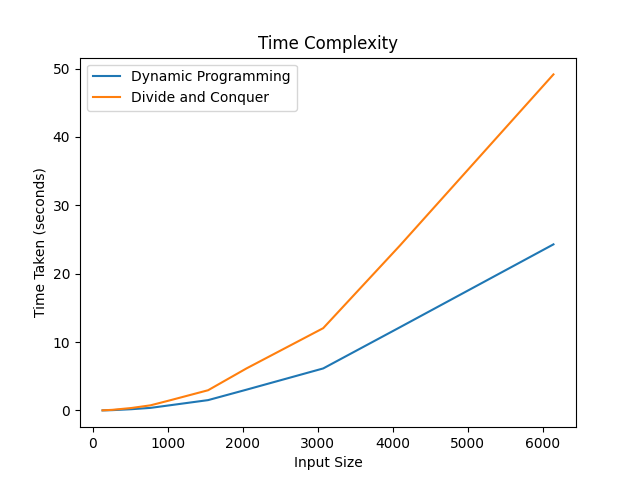 Time Complexity
Dynamic Programming
Divide and Conquer
Time Taken (seconds)
50
40
30
20
10
0
0 1000 2000 3000 4000 5000 6000
Input Size